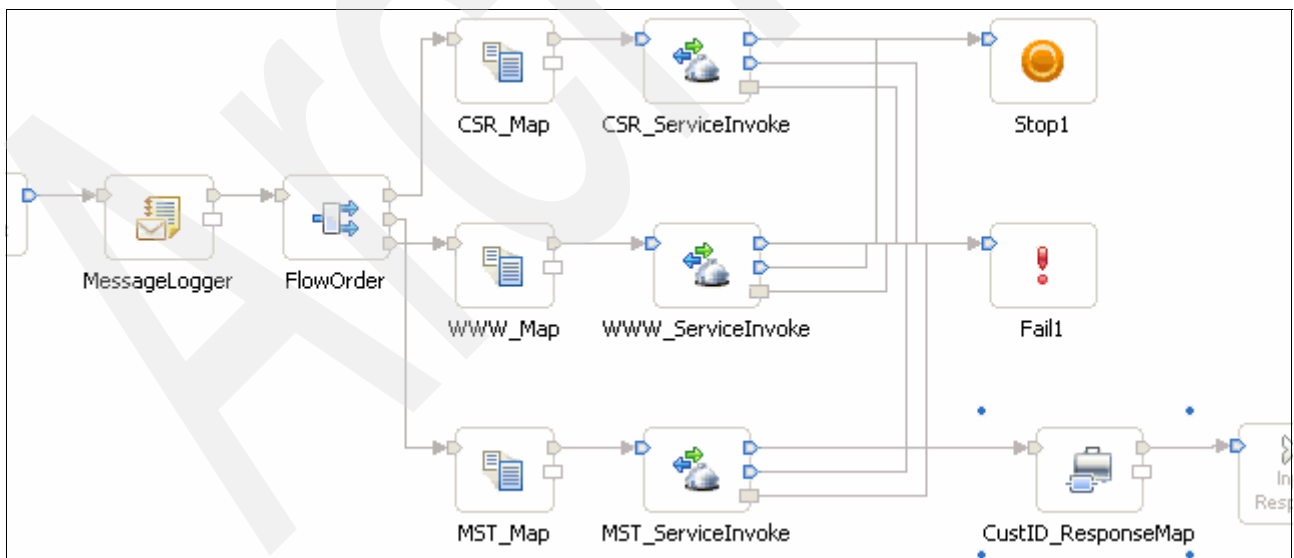 CSR_Map
CSR_ServiceInvoke
Stop1
MessageLogger
FlowOrder
WWW_Map
WWW_ServiceInvoke
Fail1
MST_Map
MST_ServiceInvoke
CustID_ResponseMap